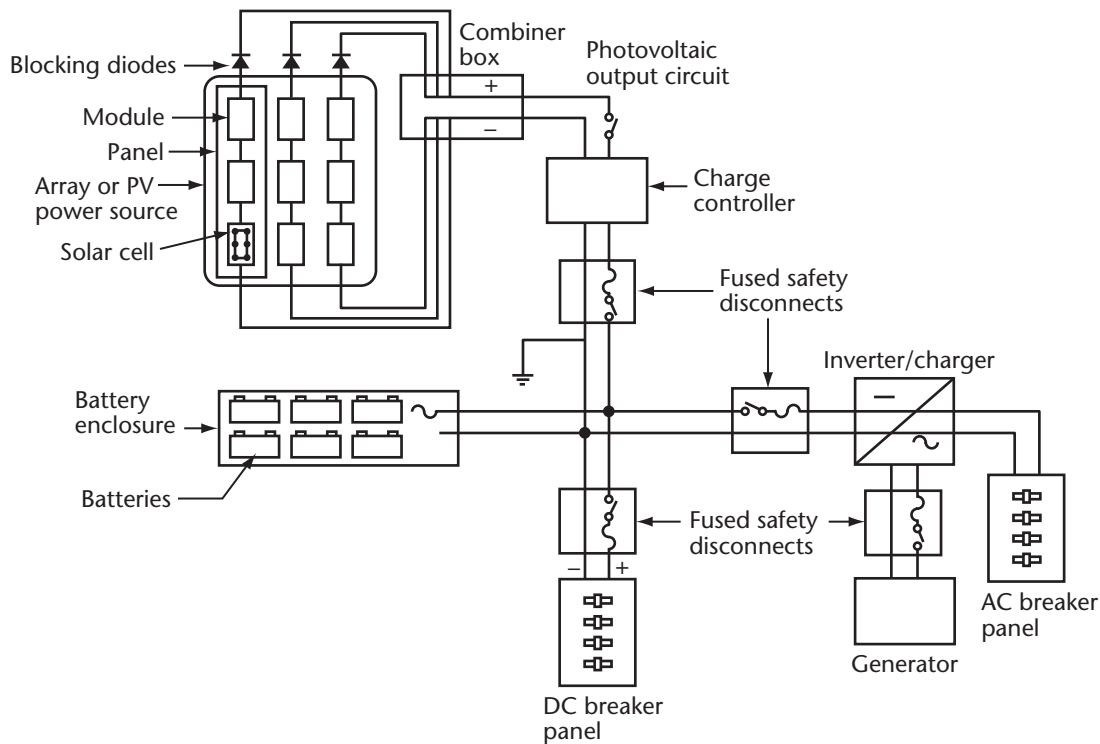 Combiner
box
Photovoltaic
output circuit
Blocking diodes
+
Module
–
Panel
Array or PV
power source
Charge
controller
Solar cell
Fused safety
disconnects
Inverter/charger
Battery
enclosure
Batteries
Fused safety
disconnects
– +
AC breaker
panel
Generator
DC breaker
panel